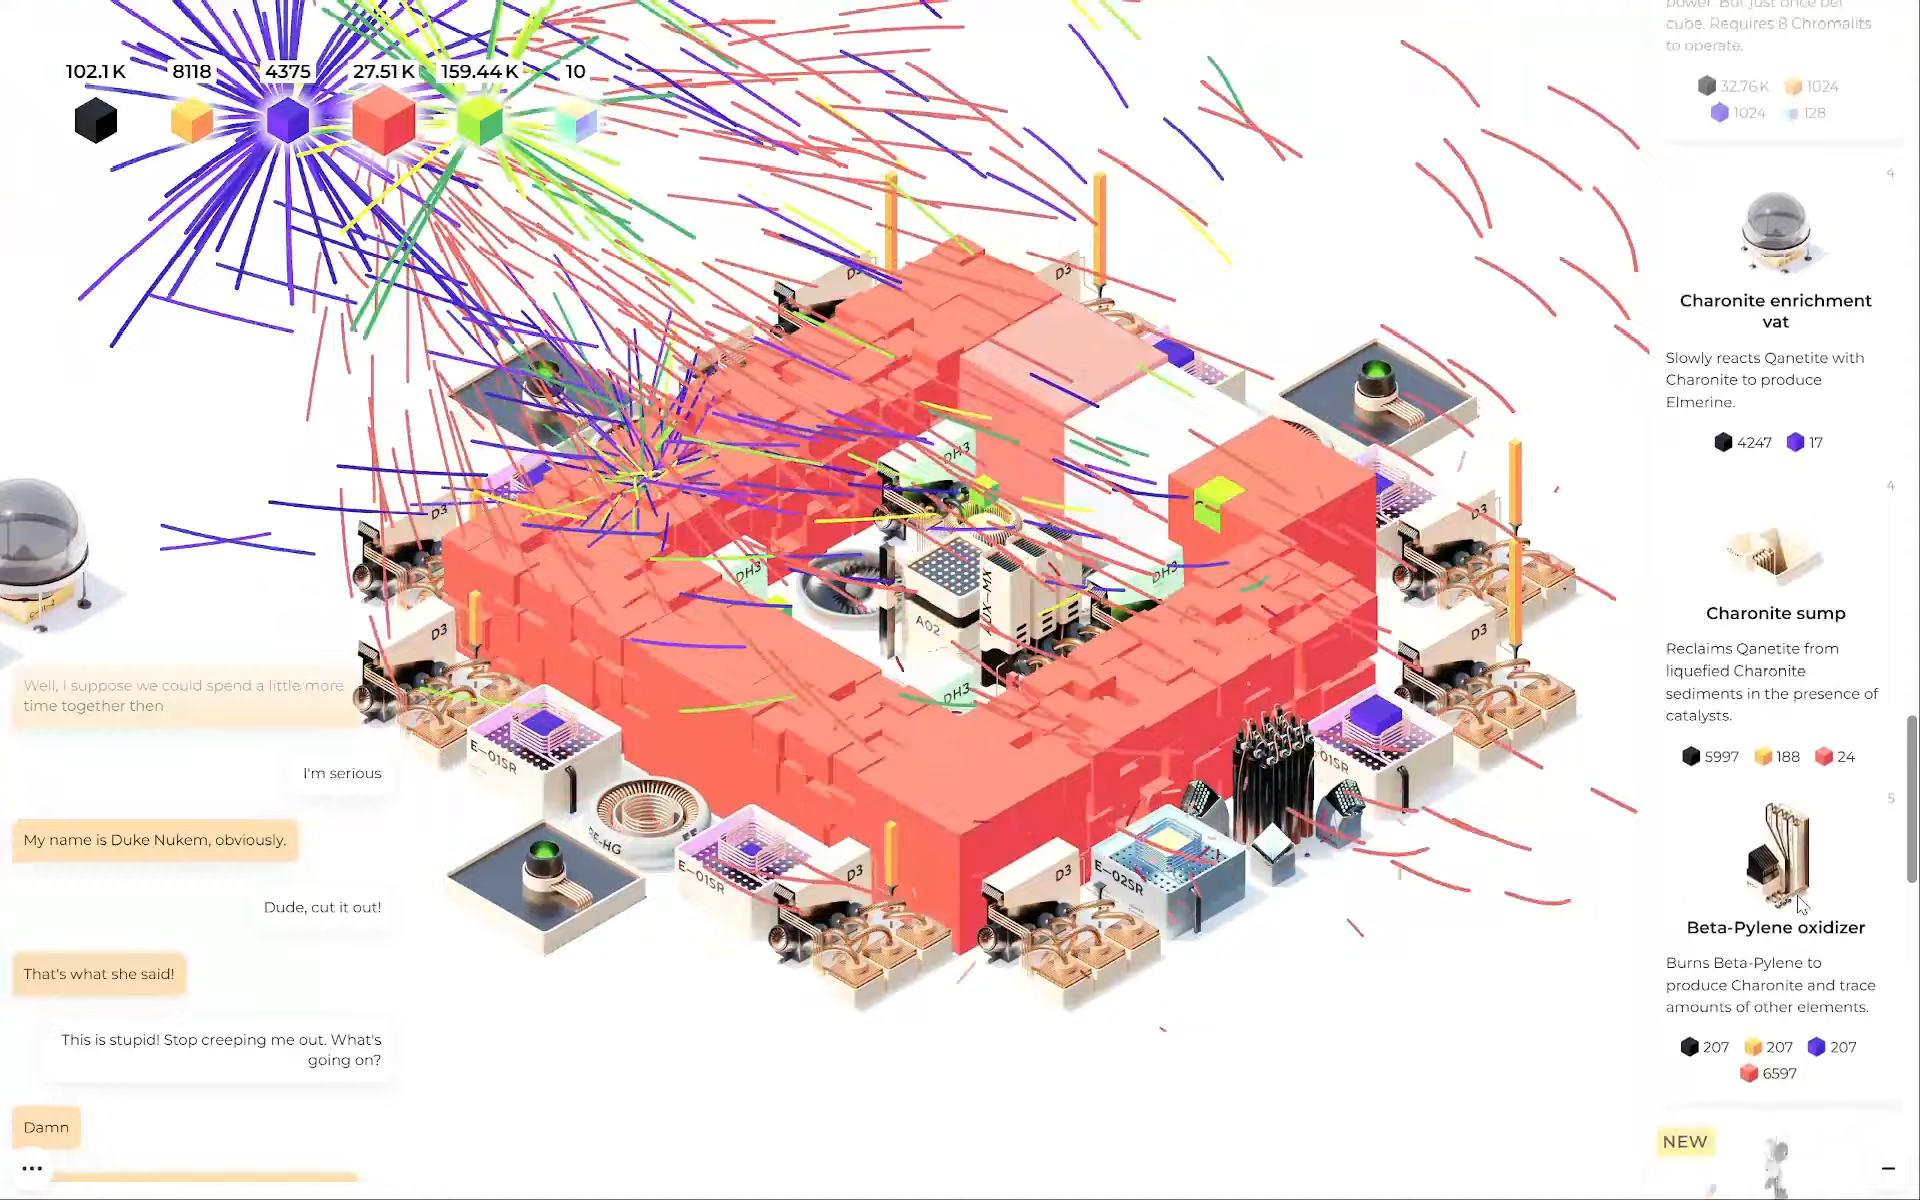 102.1 K 8118 4375 27.51 K 159.44 K 10
cube. Requires 8 Chromalits
to operate.
32.76 K 1024
1024 128
4
Charonite enrichment
vat
Slowly reacts Qanetite with
Charonite to produce
Elmerine.
4247 17
4
Charonite sump
Reclaims Qanetite from
liquefied Charonite
sediments in the presence of
catalysts.
5997 188 24
5
Beta-Pylene oxidizer
Burns Beta-Pylene to
produce Charonite and trace
amounts of other elements.
207 207 207
6597
NEW
Well, I suppose we could spend a little more
time together then
I'm serious
My name is Duke Nukem, obviously.
Dude, cut it out!
That's what she said!
This is stupid! Stop creeping me out. What's
going on?
Damn
D3
D3
DH3
D3
D3
DH3
DH3
AUX-MX
A02
D3
D3
DH3
E-01SR
E-01SR
D3
D3
E-02SR